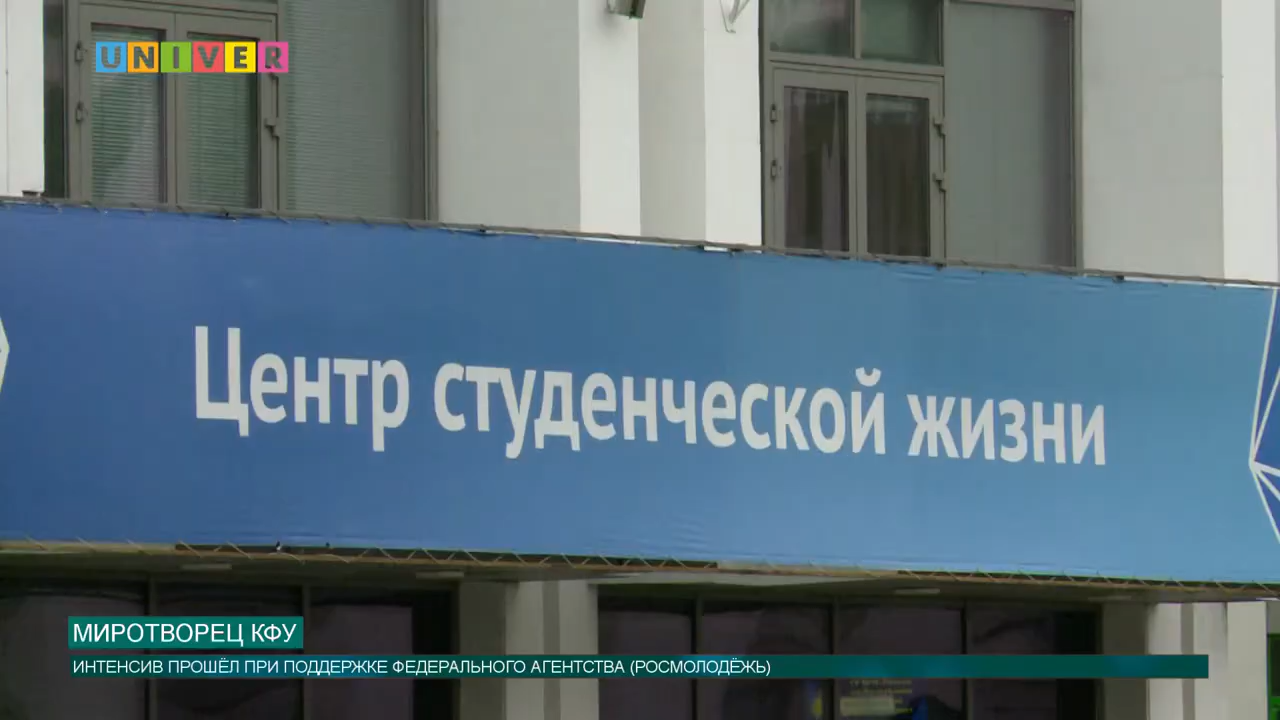 UNIVER
Центр студенческой жизни
МИРОТВОРЕЦ КФУ
ИНТЕНСИВ ПРОШЁЛ ПРИ ПОДДЕРЖКЕ ФЕДЕРАЛЬНОГО АГЕНТСТВА (РОСМОЛОДЁЖЬ)